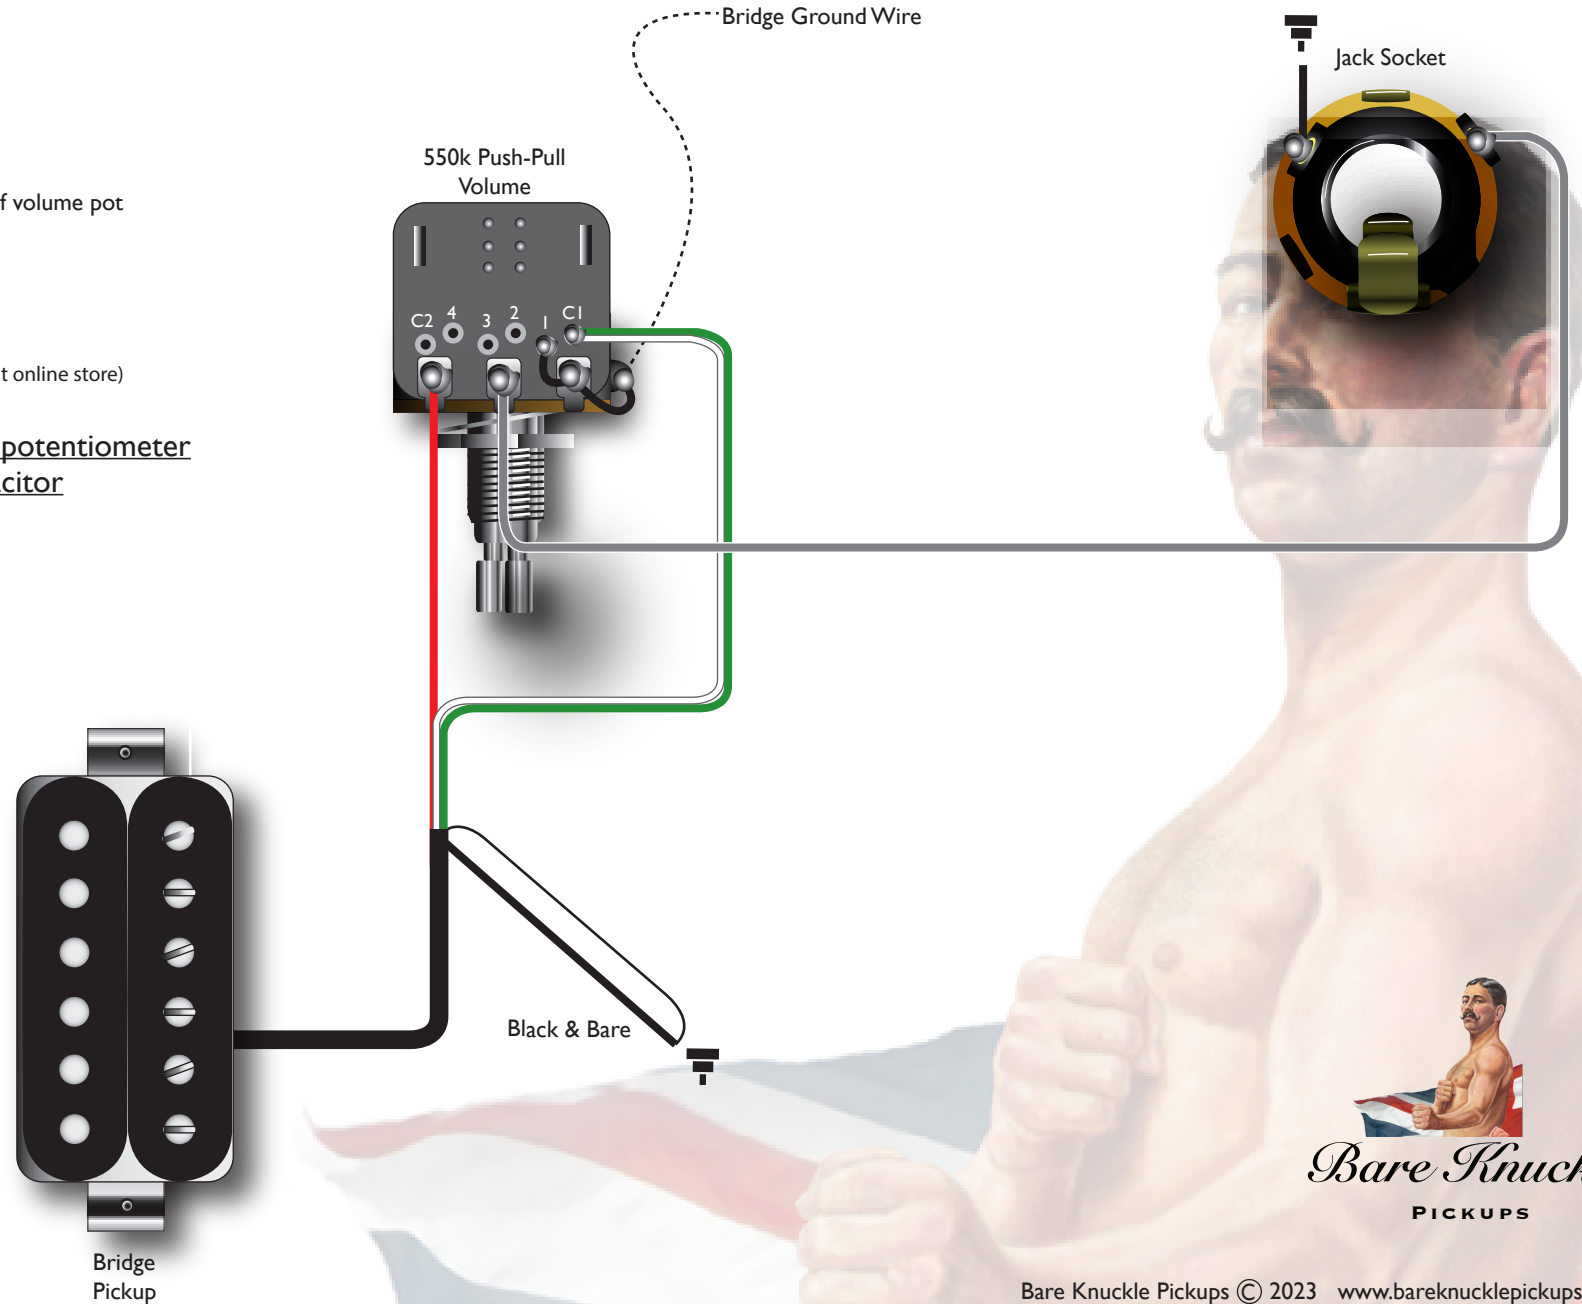 Bridge Ground Wire
Jack Socket
550k Push-Pull
Volume
f volume pot
C2 4 3 2 1 C1
t online store)
potentiometer
citor
Black & Bare
Bare Knuck
PICKUPS
Bridge
Pickup
Bare Knuckle Pickups © 2023 www.bareknucklepickups